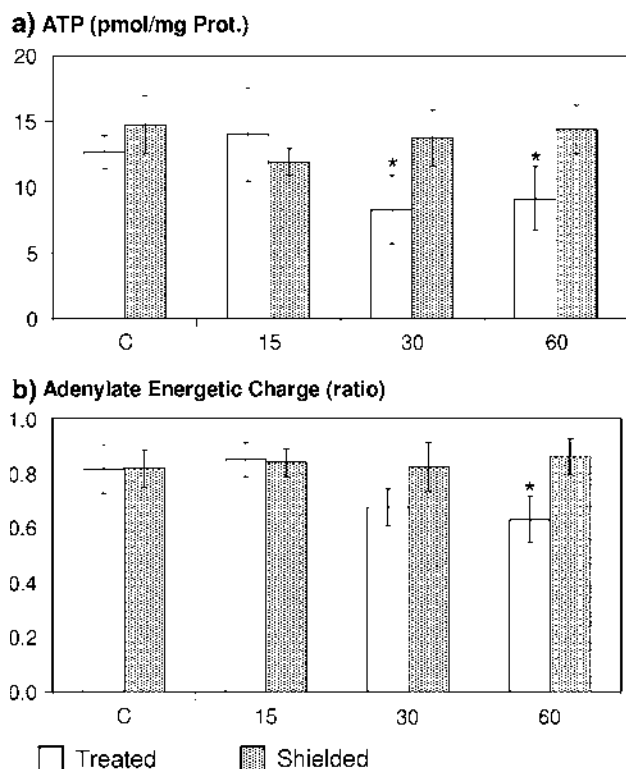 a) ATP (pmol/mg Prot.)
20
15
10
5
0
*
*
C 15 30 60
b) Adenylate Energetic Charge (ratio)
1.0
0.8
0.6
0.4
0.2
0.0
*
C 15 30 60
Treated Shielded